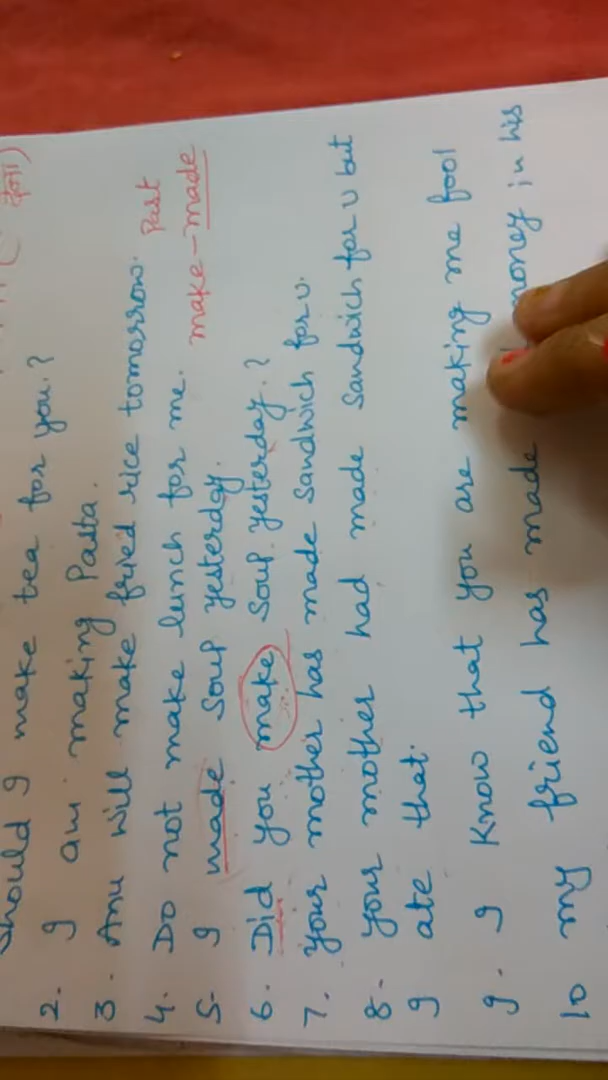 Should I make tea for you.?
2. I am making Pasta.
3. Anu will make fried rice tomorrow.
Past
4. Do not make lunch for me. make-made
5- I made Soup yesterday.
6. Did you make Soup yesterday.?
7. your mother has made sandwich for u.
8. your mother had made sandwich for u but
I ate that.
9. I know that you are making me fool
10 my friend has made money in his